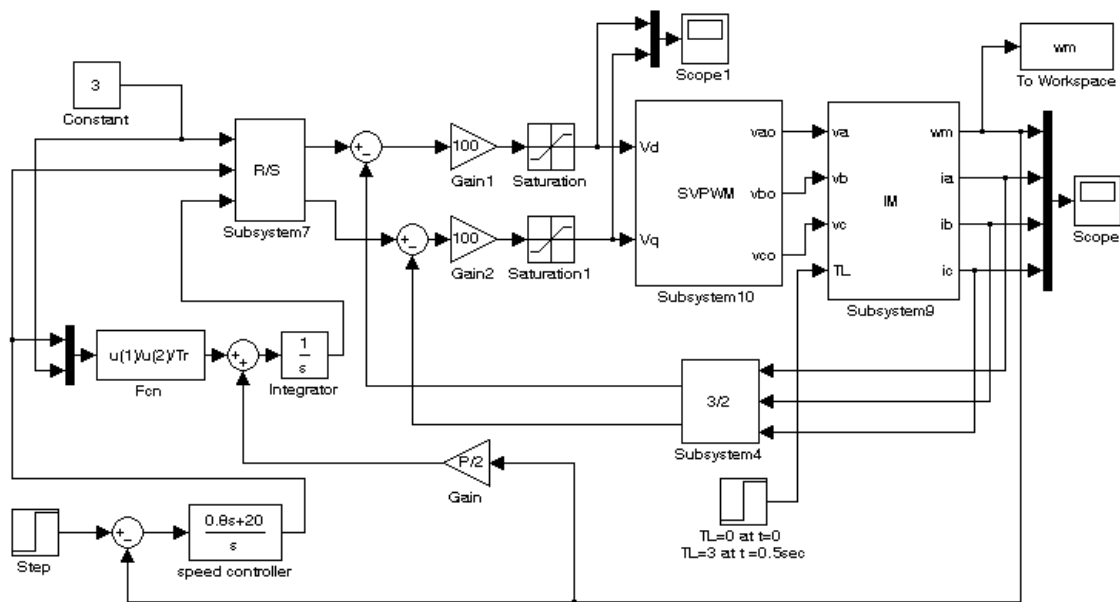 wm
To Workspace
Scope1
3
Constant
R/S
Subsystem7
+
−
100
Gain1
Saturation
+
−
100
Gain2
Saturation1
Vd
Vq
SVPWM
vao
vbo
vco
Subsystem10
va
vb
vc
TL
IM
wm
ia
ib
ic
Subsystem9
Scope
u(1)/u(2)/Tr
Fcn
+
+
1
s
Integrator
3/2
Subsystem4
P/2
Gain
Step
+
−
0.8s+20
s
speed controller
TL=0 at t=0
TL=3 at t =0.5sec